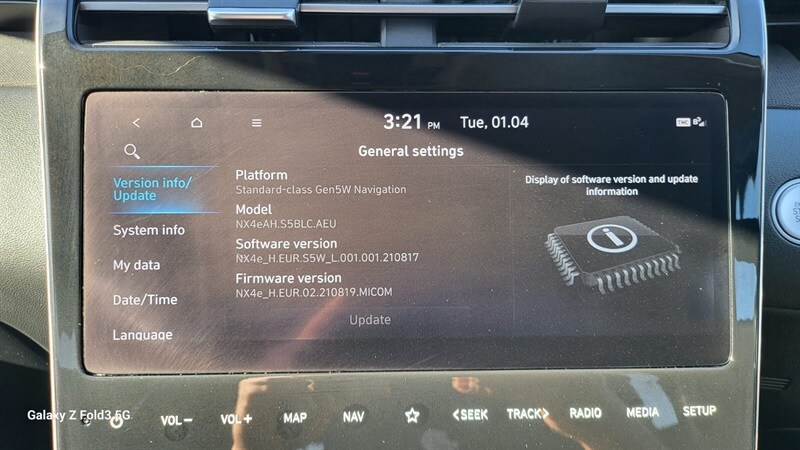 3:21 PM Tue, 01.04
TMC
General settings
Version info/
Update
System info
My data
Date/Time
Language
Platform
Standard-class Gen5W Navigation
Model
NX4eAH.S5BLC.AEU
Software version
NX4e_H.EUR.S5W_L.001.001.210817
Firmware version
NX4e_H.EUR.02.210819.MICOM
Update
Display of software version and update
information
VOL− VOL+ MAP NAV <SEEK TRACK> RADIO MEDIA SETUP
Galaxy Z Fold3 5G